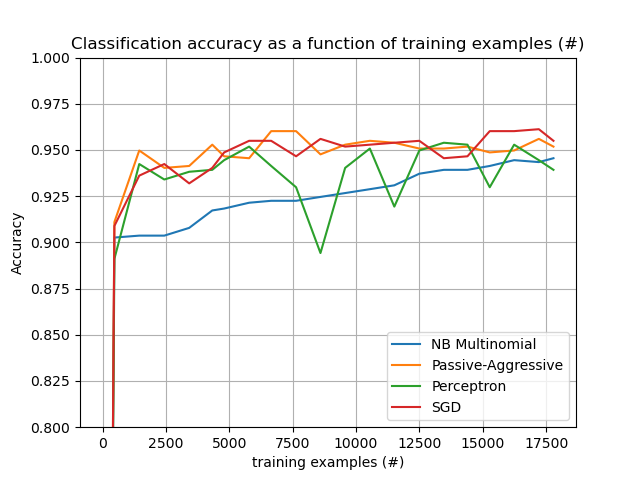 Classification accuracy as a function of training examples (#)
1.000
0.975
0.950
0.925
0.900
0.875
0.850
0.825
0.800
Accuracy
NB Multinomial
Passive-Aggressive
Perceptron
SGD
0 2500 5000 7500 10000 12500 15000 17500
training examples (#)